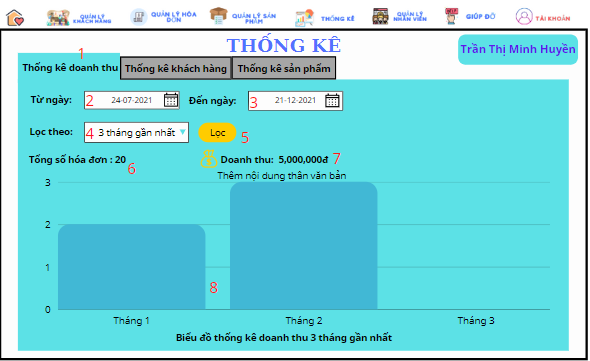 QUẢN LÝ
KHÁCH HÀNG
QUẢN LÝ HÓA
ĐƠN
QUẢN LÝ SẢN
PHẨM
THỐNG KÊ
QUẢN LÝ
NHÂN VIÊN
GIÚP ĐỠ
TÀI KHOẢN
THỐNG KÊ
Trần Thị Minh Huyền
1
Thống kê doanh thu
Thống kê khách hàng
Thống kê sản phẩm
Từ ngày:
2
24-07-2021
Đến ngày:
3
21-12-2021
Lọc theo:
4
3 tháng gần nhất
Lọc
5
Tổng số hóa đơn : 20
6
Doanh thu: 5,000,000đ
7
Thêm nội dung thân văn bản
3
2
1
0
8
Tháng 1
Tháng 2
Tháng 3
Biểu đồ thống kê doanh thu 3 tháng gần nhất